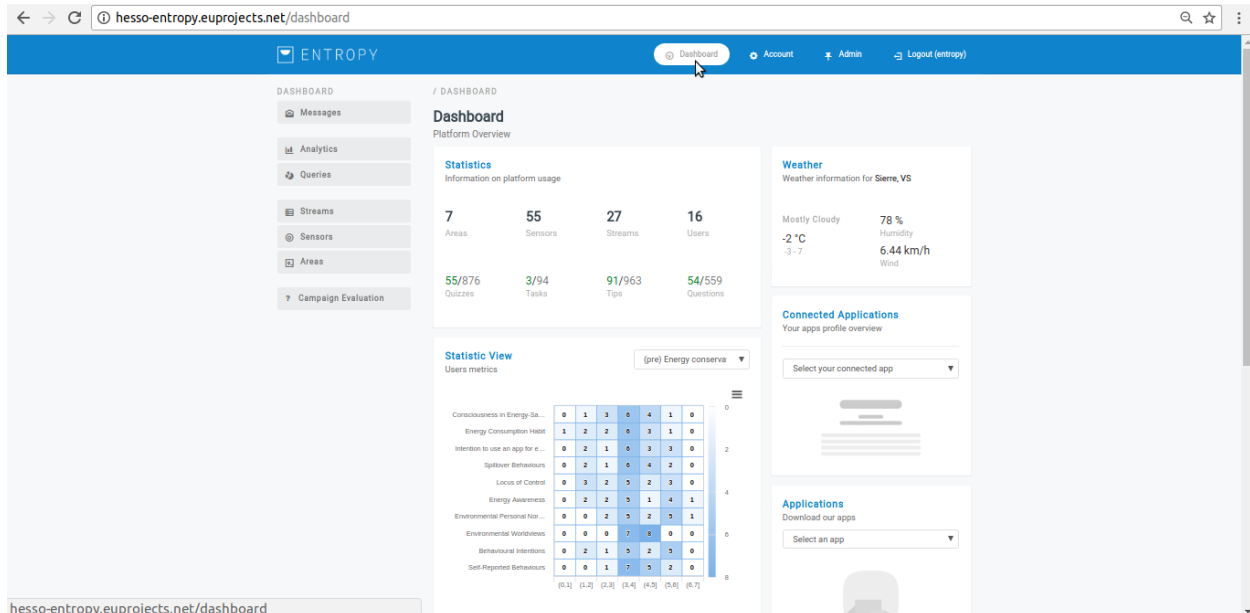 hesso-entropy.euprojects.net/dashboard
ENTROPY
Dashboard
Account
Admin
Logout (entropy)
DASHBOARD
Messages
Analytics
Queries
Streams
Sensors
Areas
? Campaign Evaluation
/ DASHBOARD
Dashboard
Platform Overview
Statistics
Information on platform usage
7 55 27 16
Areas Sensors Streams Users
55/876 3/94 91/963 54/559
Quizzes Tasks Tips Questions
Weather
Weather information for Sierre, VS
Mostly Cloudy 78 %
Humidity
-2 °C
-3 - 7
6.44 km/h
Wind
Connected Applications
Your apps profile overview
Select your connected app
Applications
Download our apps
Select an app
Statistic View
Users metrics
(pre) Energy conserva
Consciousness in Energy-Sa... 0 1 3 6 4 1 0
Energy Consumption Habit 1 2 2 6 3 1 0
Intention to use an app for e... 0 2 1 6 3 3 0
Spillover Behaviours 0 2 1 6 4 2 0
Locus of Control 0 3 2 5 2 3 0
Energy Awareness 0 2 2 5 1 4 1
Environmental Personal Nor... 0 0 2 5 2 5 1
Environmental Worldviews 0 0 0 7 8 0 0
Behavioural Intentions 0 2 1 5 2 5 0
Self-Reported Behaviours 0 0 1 7 5 2 0
(0,1] (1,2] (2,3] (3,4] (4,5] (5,6] (6,7]
0
2
4
6
8
hesso-entropy.euprojects.net/dashboard